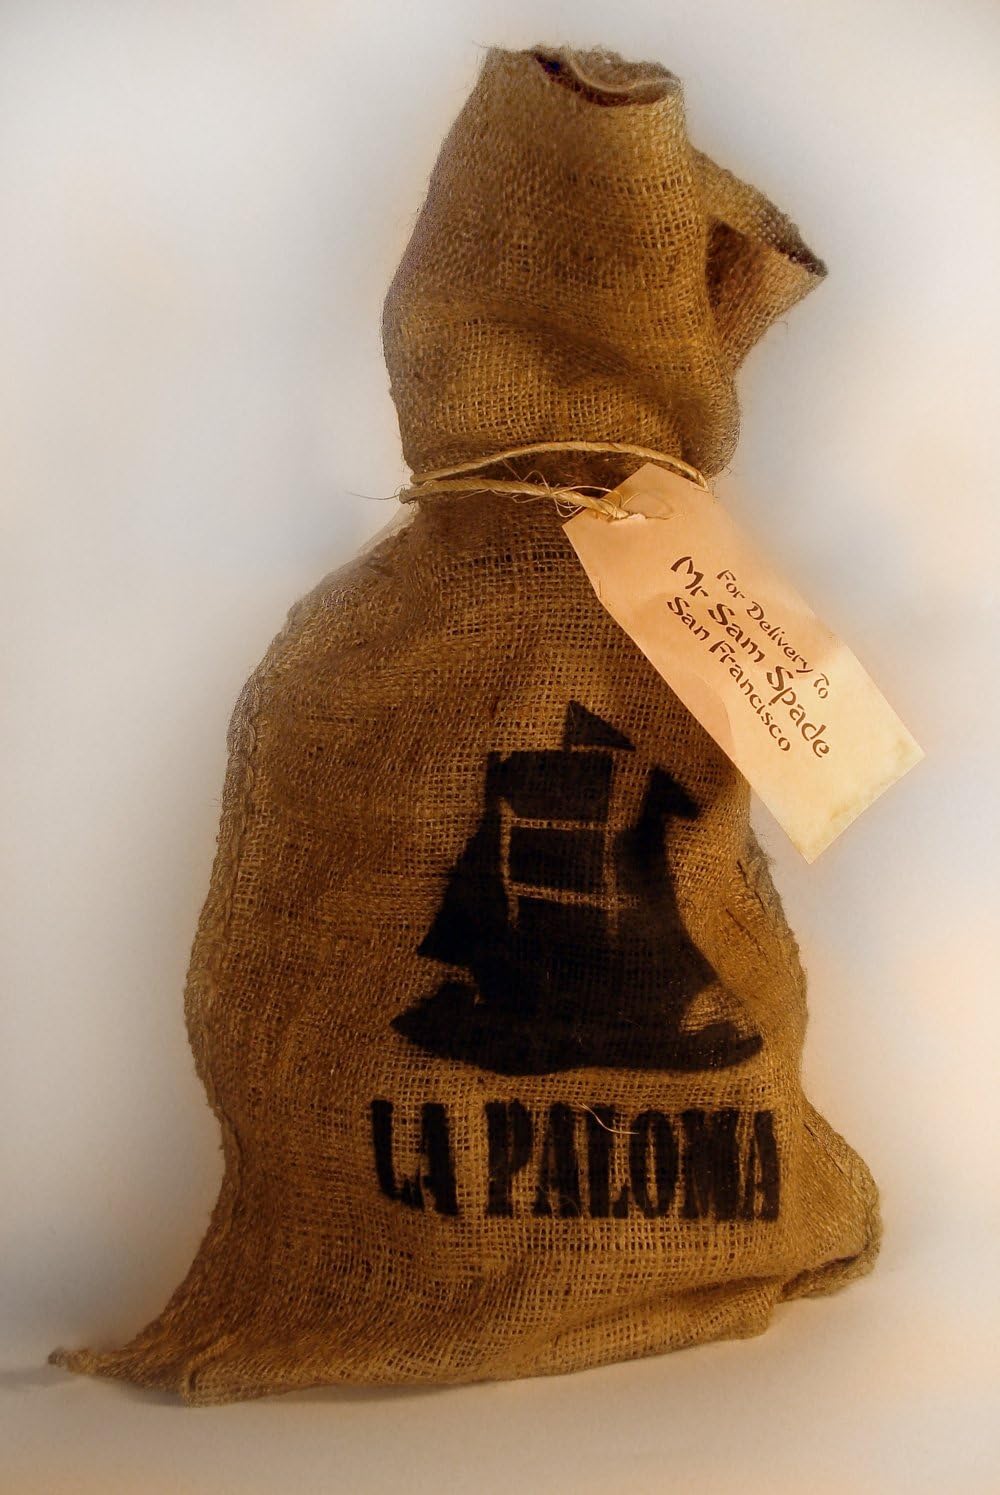 For Delivery To
Mr Sam Spade
San Francisco
LA PALOMA